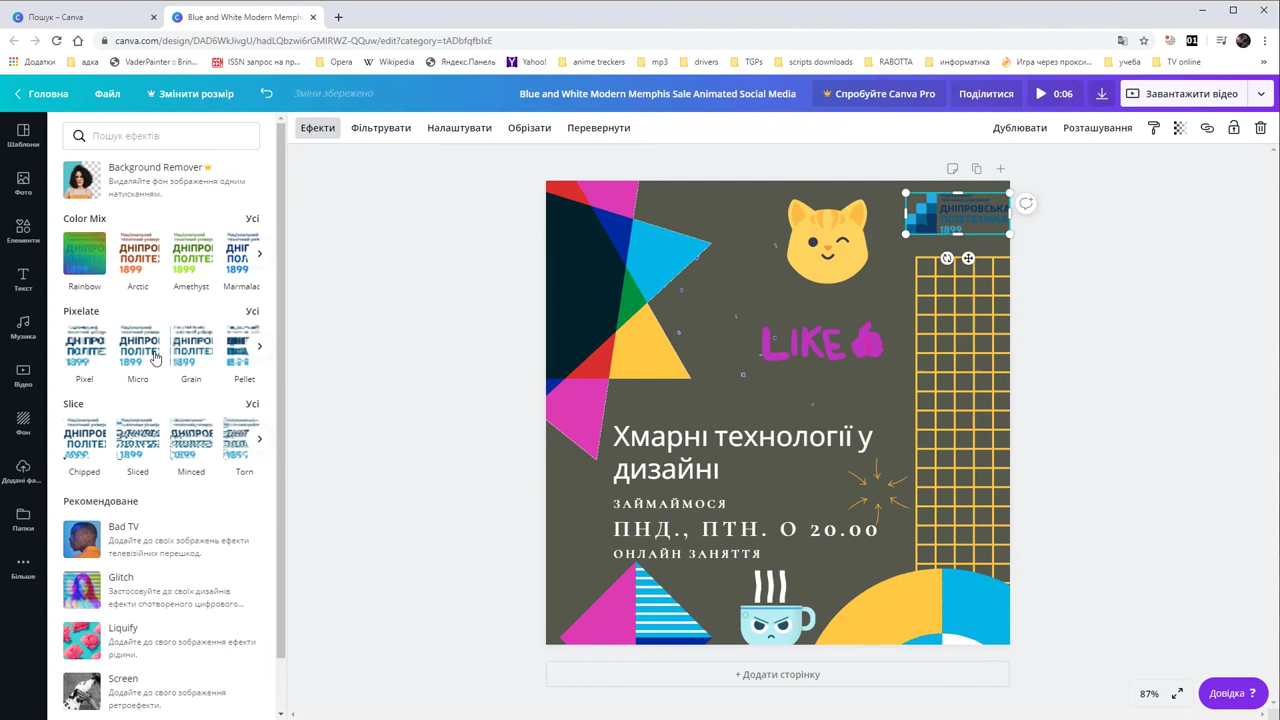 Пошук – Canva
Blue and White Modern Memphi
canva.com/design/DAD6WkJivgU/hadLQbzwi6rGMIRWZ-QQuw/edit?category=tADbfqfbIxE
Додатки
адка
VaderPainter :: Brin...
ISSN запрос на пр...
Opera
Wikipedia
Яндекс.Панель
Yahoo!
anime treckers
mp3
drivers
TGPs
scripts downloads
RABOTTA
информатика
Игра через прокси...
учеба
TV online
Головна
Файл
Змінити розмір
Зміни збережено
Blue and White Modern Memphis Sale Animated Social Media
Спробуйте Canva Pro
Поділитися
0:06
Завантажити відео
Ефекти
Фільтрувати
Налаштувати
Обрізати
Перевернути
Дублювати
Розташування
Шаблони
Фото
Елементи
Текст
Музика
Відео
Фон
Додані фа...
Папки
Більше
Пошук ефектів
Background Remover
Видаляйте фон зображення одним
натисканням.
Color Mix
Усі
Rainbow
Arctic
Amethyst
Marmalac
Pixelate
Усі
Pixel
Micro
Grain
Pellet
Slice
Усі
Chipped
Sliced
Minced
Torn
Рекомендоване
Bad TV
Додайте до своїх зображень ефекти
телевізійних перешкод.
Glitch
Застосовуйте до своїх дизайнів
ефекти спотвореного цифрового...
Liquify
Додайте до свого зображення ефекти
рідини.
Screen
Додайте до свого зображення
ретроефекти.
ДНІПРОВСЬКА
ПОЛІТЕХНІКА
1899
LIKE
Хмарні технології у
дизайні
ЗАЙМАЙМОСЯ
ПНД., ПТН. О 20.00
ОНЛАЙН ЗАНЯТТЯ
+ Додати сторінку
87%
Довідка ?